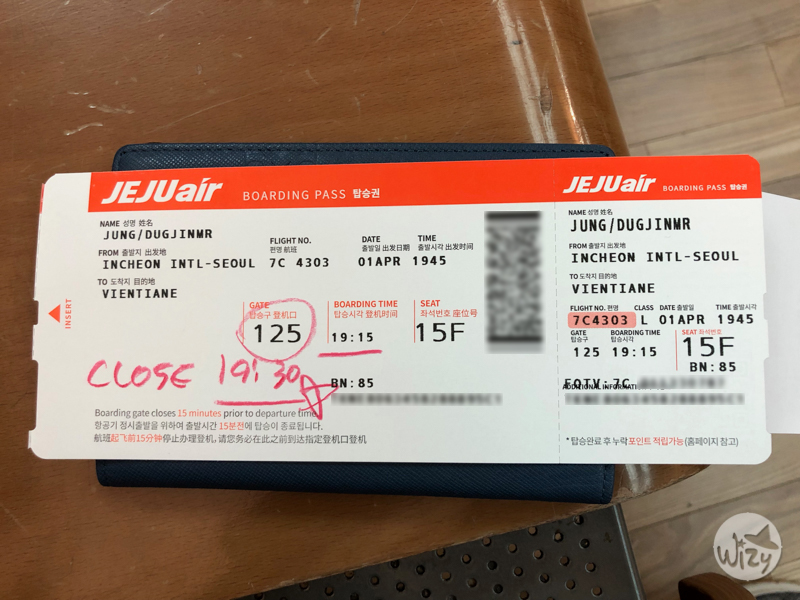 JEJUair BOARDING PASS 탑승권
NAME 성명 姓名
JUNG/DUGJINMR
FROM 출발지 出发地
INCHEON INTL-SEOUL
FLIGHT NO. 편명 航班
7C 4303
DATE 출발일 出发日期
01APR
TIME 출발시각 出发时间
1945
TO 도착지 目的地
VIENTIANE
INSERT
GATE 탑승구 登机口
125
BOARDING TIME 탑승시각 登机时间
19:15
SEAT 좌석번호 座位号
15F
CLOSE 19:30
BN:85
Boarding gate closes 15 minutes prior to departure time.
항공기 정시출발을 위하여 출발시간 15분전에 탑승이 종료됩니다.
航班起飞前15分钟停止办理登机,请您务必在此之前到达指定登机口登机
JEJUair BOARDING PASS 탑승권
NAME 성명 姓名
JUNG/DUGJINMR
FROM 출발지 出发地
INCHEON INTL-SEOUL
TO 도착지 目的地
VIENTIANE
FLIGHT NO. 편명 CLASS DATE 출발일 TIME 출발시각
7C4303 L 01APR 1945
GATE 탑승구 BOARDING TIME 탑승시각 SEAT 좌석번호
125 19:15 15F
BN:85
ADDITIONAL INFORMATI
FQTV:7C
*탑승완료 후 누락 포인트 적립가능 (홈페이지 참고)
Wizy